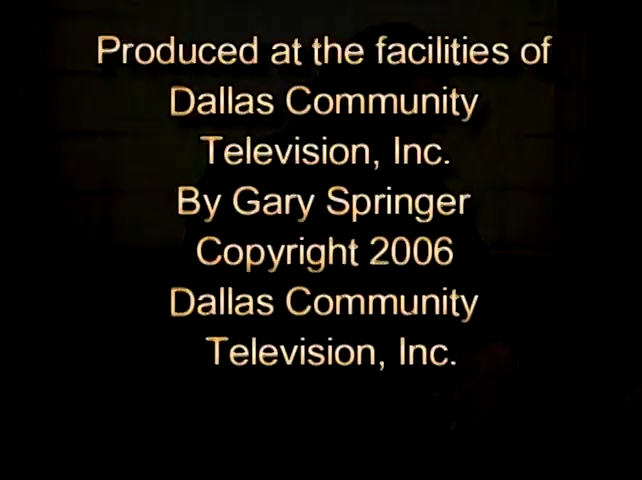 Produced at the facilities of
Dallas Community
Television, Inc.
By Gary Springer
Copyright 2006
Dallas Community
Television, Inc.